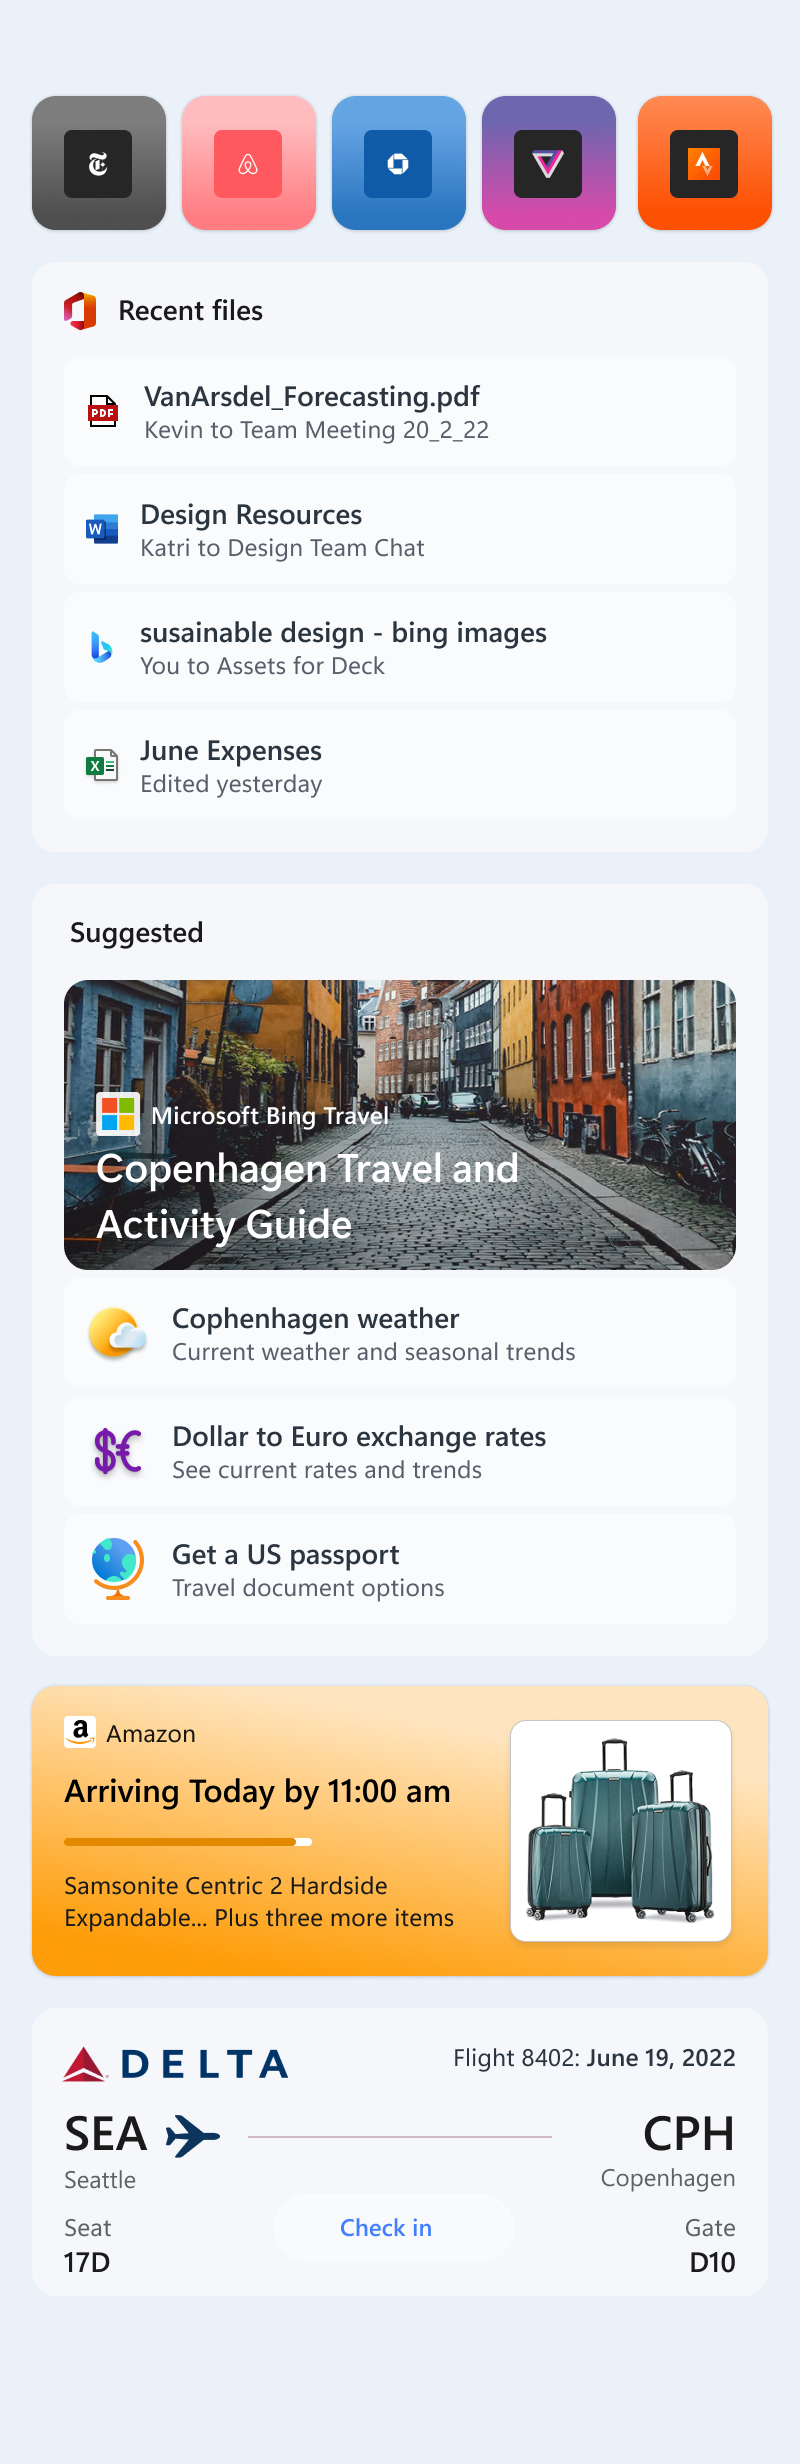 Recent files
PDF
VanArsdel_Forecasting.pdf
Kevin to Team Meeting 20_2_22
W
Design Resources
Katri to Design Team Chat
susainable design - bing images
You to Assets for Deck
X
June Expenses
Edited yesterday
Suggested
Microsoft Bing Travel
Copenhagen Travel and
Activity Guide
Cophenhagen weather
Current weather and seasonal trends
$€
Dollar to Euro exchange rates
See current rates and trends
Get a US passport
Travel document options
a
Amazon
Arriving Today by 11:00 am
Samsonite Centric 2 Hardside
Expandable... Plus three more items
DELTA
Flight 8402: June 19, 2022
SEA
CPH
Seattle
Copenhagen
Seat
Check in
Gate
17D
D10